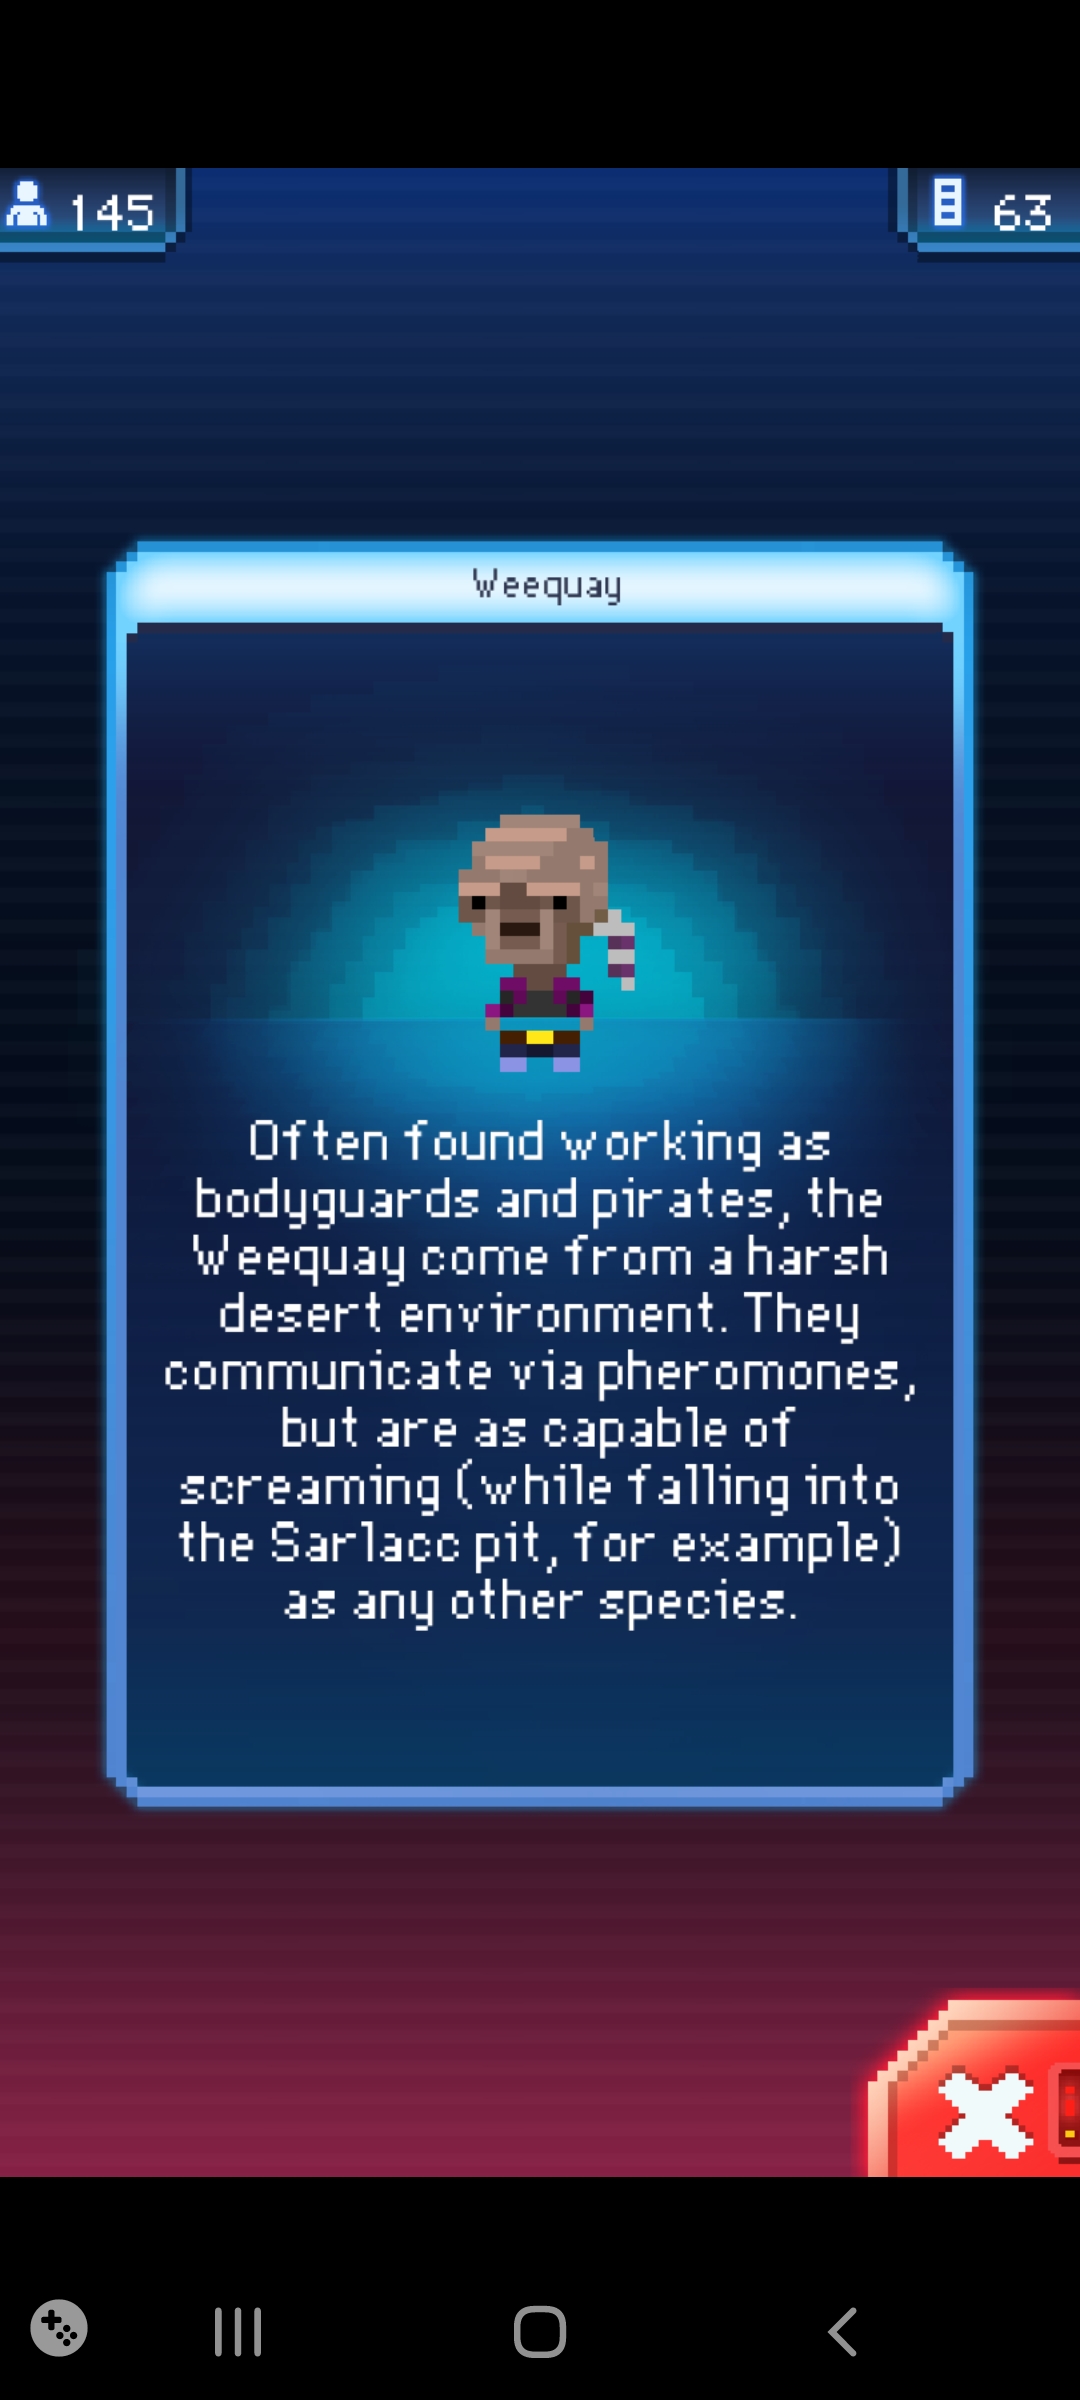 145
63
Weequay
Often found working as
bodyguards and pirates, the
Weequay come from a harsh
desert environment. They
communicate via pheromones,
but are as capable of
screaming (while falling into
the Sarlacc pit, for example)
as any other species.